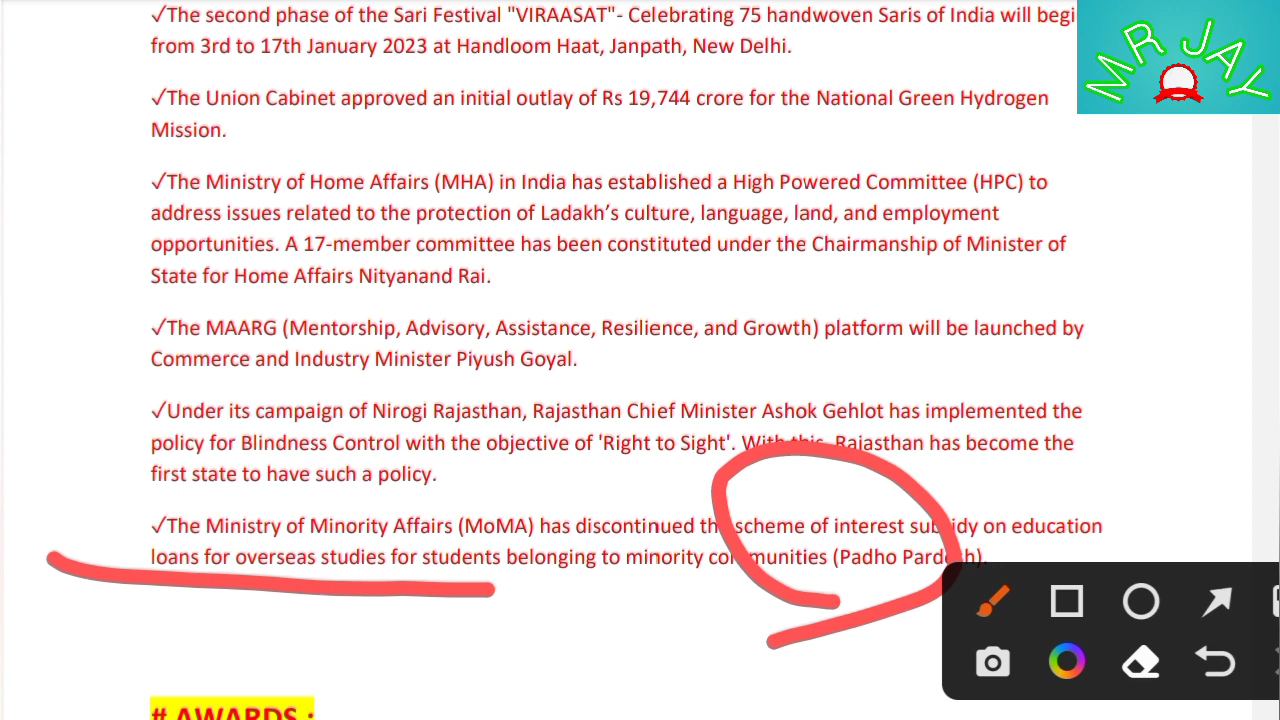 ✓The second phase of the Sari Festival "VIRAASAT"- Celebrating 75 handwoven Saris of India will begi
from 3rd to 17th January 2023 at Handloom Haat, Janpath, New Delhi.
✓The Union Cabinet approved an initial outlay of Rs 19,744 crore for the National Green Hydrogen
Mission.
✓The Ministry of Home Affairs (MHA) in India has established a High Powered Committee (HPC) to
address issues related to the protection of Ladakh’s culture, language, land, and employment
opportunities. A 17-member committee has been constituted under the Chairmanship of Minister of
State for Home Affairs Nityanand Rai.
✓The MAARG (Mentorship, Advisory, Assistance, Resilience, and Growth) platform will be launched by
Commerce and Industry Minister Piyush Goyal.
✓Under its campaign of Nirogi Rajasthan, Rajasthan Chief Minister Ashok Gehlot has implemented the
policy for Blindness Control with the objective of 'Right to Sight'. With this, Rajasthan has become the
first state to have such a policy.
✓The Ministry of Minority Affairs (MoMA) has discontinued the scheme of interest subsidy on education
loans for overseas studies for students belonging to minority communities (Padho Pardesh).
# AWARDS :
MR JAY